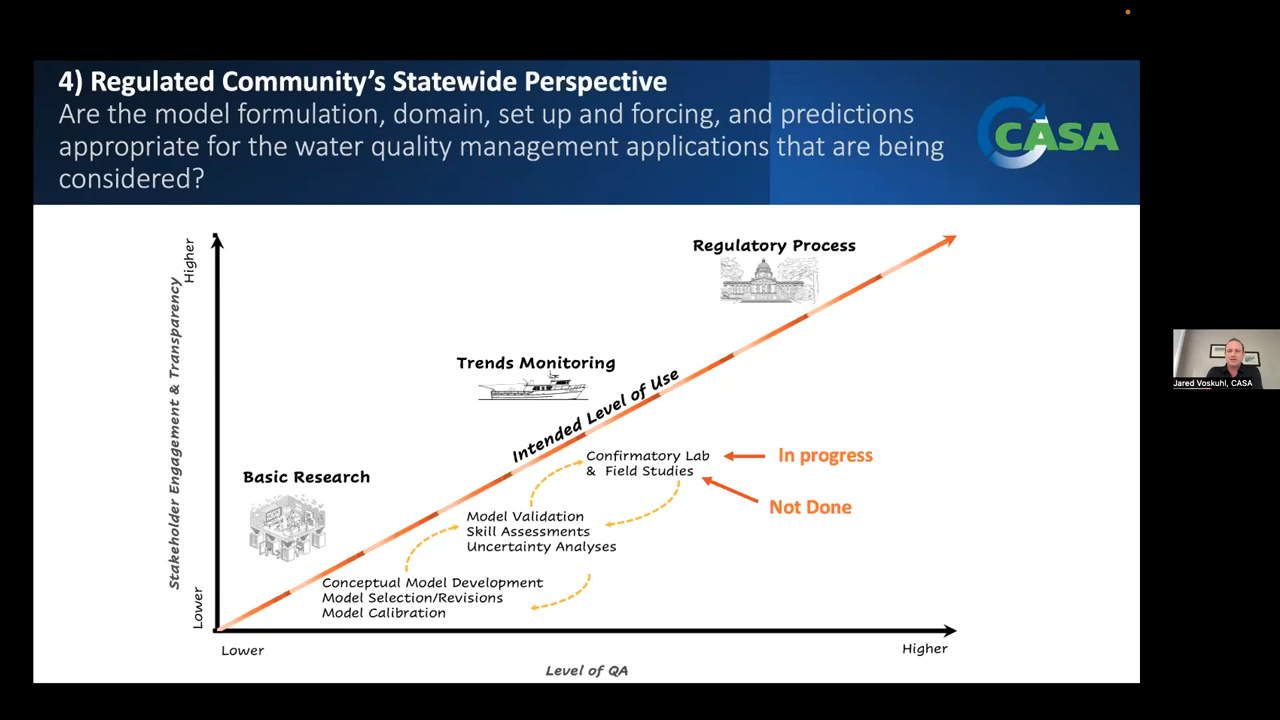 4) Regulated Community's Statewide Perspective
Are the model formulation, domain, set up and forcing, and predictions
appropriate for the water quality management applications that are being
considered?
CASA
Higher
Stakeholder Engagement & Transparency
Lower
Regulatory Process
Trends Monitoring
Intended Level of Use
Basic Research
Confirmatory Lab
& Field Studies
In progress
Not Done
Model Validation
Skill Assessments
Uncertainty Analyses
Conceptual Model Development
Model Selection/Revisions
Model Calibration
Lower
Higher
Level of QA
Jared Voskuhl, CASA